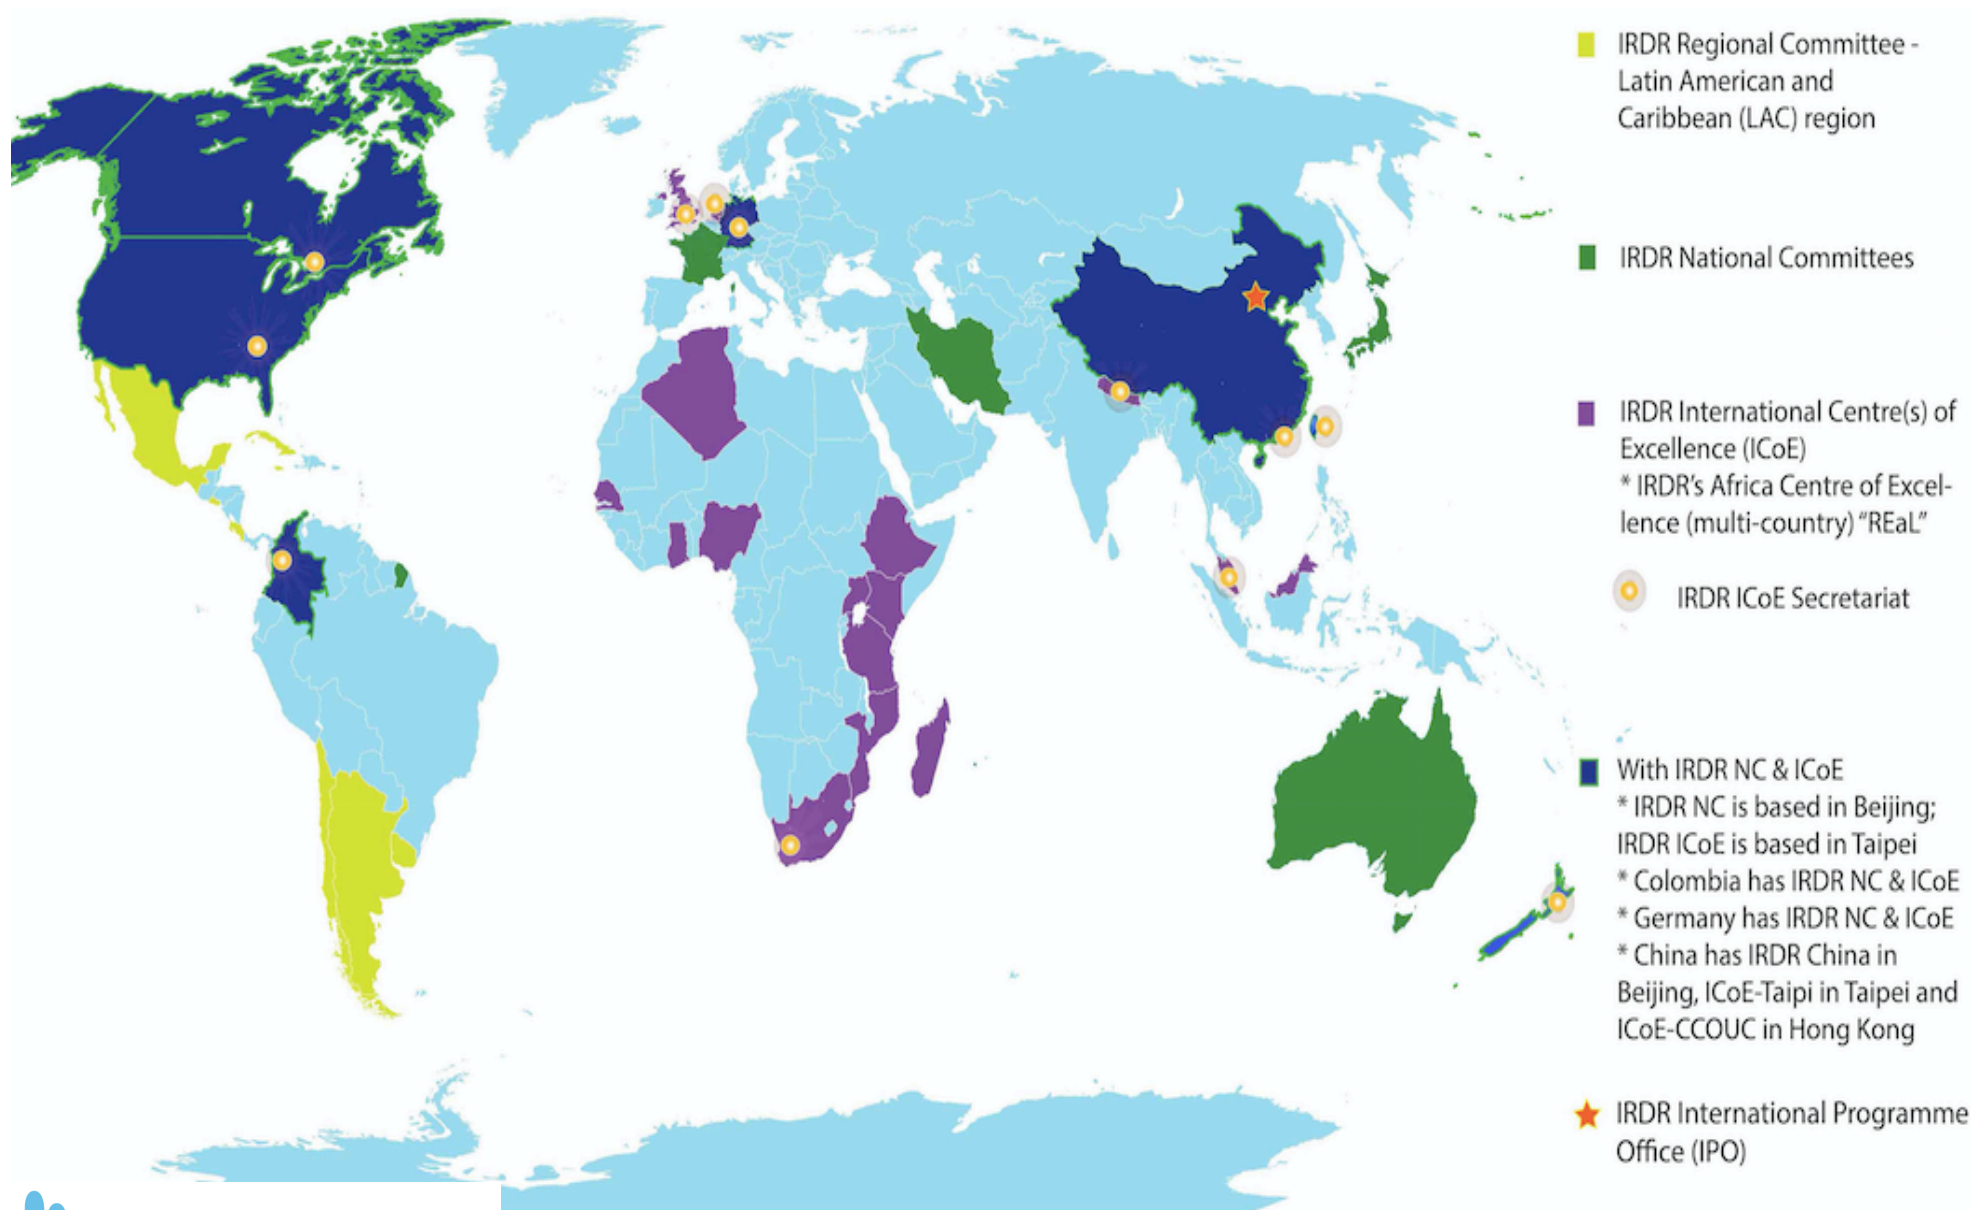 IRDR Regional Committee -
Latin American and
Caribbean (LAC) region
IRDR National Committees
IRDR International Centre(s) of
Excellence (ICoE)
* IRDR's Africa Centre of Excel-
lence (multi-country) "REaL"
IRDR ICoE Secretariat
With IRDR NC & ICoE
* IRDR NC is based in Beijing;
IRDR ICoE is based in Taipei
* Colombia has IRDR NC & ICoE
* Germany has IRDR NC & ICoE
* China has IRDR China in
Beijing, ICoE-Taipi in Taipei and
ICoE-CCOUC in Hong Kong
IRDR International Programme
Office (IPO)